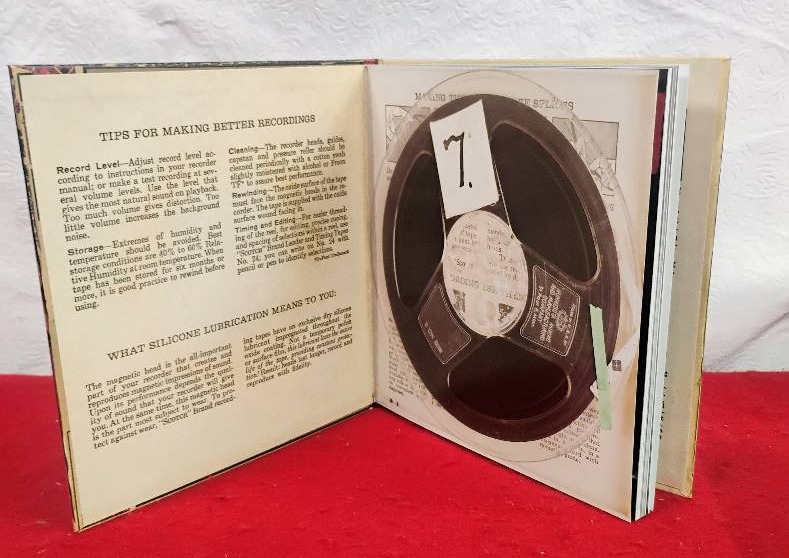 TIPS FOR MAKING BETTER RECORDINGS
Record Level—Adjust record level ac-
cording to instructions in your recorder
manual; or make a test recording at sev-
eral volume levels. Use the level that
gives the most natural sound on playback.
Too much volume gives distortion. Too
little volume increases the background
noise.
Storage—Extremes of humidity and
temperature should be avoided. Best
storage conditions are 40% to 60% Rela-
tive Humidity at room temperature. When
tape has been stored for six months or
more, it is good practice to rewind before
using.
Cleaning—The recorder heads, guides,
capstan and pressure roller should be
cleaned periodically with a cotton swab
slightly moistened with alcohol or Freon
TF* to assure best performance.
Rewinding—The oxide surface of the tape
must face the magnetic heads in the re-
corder. The tape is supplied with the oxide
surface wound facing in.
Timing and Editing—For easier thread-
ing of the reel, for editing, precise cueing,
and spacing of selections within a reel, use
"SCOTCH" Brand Leader and Timing Tapes
No. 24; you can write on No. 24 with
pencil or pen to identify selections.
WHAT SILICONE LUBRICATION MEANS TO YOU:
The magnetic head is the all-important
part of your recorder that creates and
reproduces magnetic impressions of sound.
Upon its performance depends the qual-
ity of sound that your recorder will give
you. At the same time, this magnetic head
is the part most subject to wear. To pro-
tect against wear, "SCOTCH" Brand record-
ing tapes have an exclusive dry silicone
lubricant impregnated throughout the
oxide coating. Not a temporary polish
or surface film, this lubricant lasts the entire
life of the tape, providing constant protec-
tion! Result: heads last longer, record and
reproduce with fidelity.
MAKING SPLICES
7.